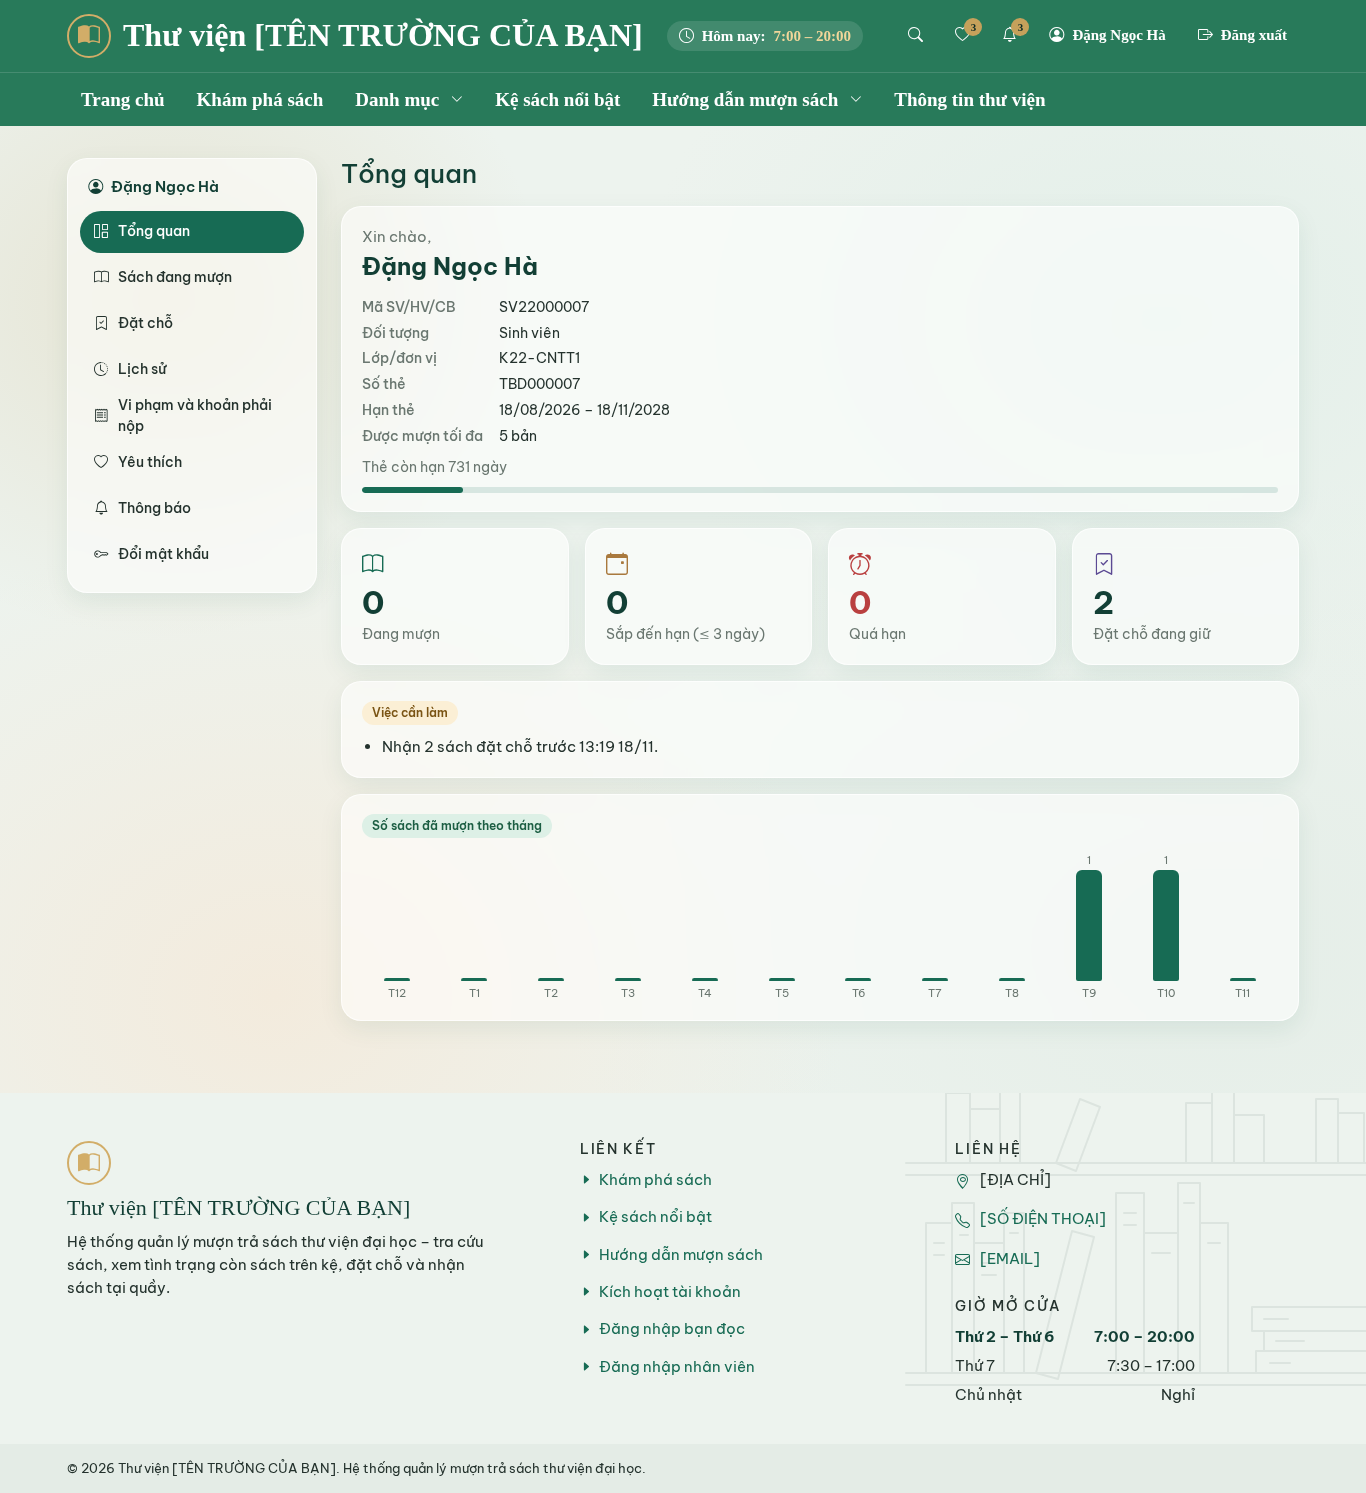 Thư viện [TÊN TRƯỜNG CỦA BẠN]
Hôm nay: 7:00 – 20:00
3
3
Đặng Ngọc Hà
Đăng xuất
Trang chủ
Khám phá sách
Danh mục
Kệ sách nổi bật
Hướng dẫn mượn sách
Thông tin thư viện
Đặng Ngọc Hà
Tổng quan
Sách đang mượn
Đặt chỗ
Lịch sử
Vi phạm và khoản phải
nộp
Yêu thích
Thông báo
Đổi mật khẩu
Tổng quan
Xin chào,
Đặng Ngọc Hà
Mã SV/HV/CB SV22000007
Đối tượng Sinh viên
Lớp/đơn vị K22-CNTT1
Số thẻ TBD000007
Hạn thẻ 18/08/2026 – 18/11/2028
Được mượn tối đa 5 bản
Thẻ còn hạn 731 ngày
0
Đang mượn
0
Sắp đến hạn (≤ 3 ngày)
0
Quá hạn
2
Đặt chỗ đang giữ
Việc cần làm
• Nhận 2 sách đặt chỗ trước 13:19 18/11.
Số sách đã mượn theo tháng
1 1
T12 T1 T2 T3 T4 T5 T6 T7 T8 T9 T10 T11
Thư viện [TÊN TRƯỜNG CỦA BẠN]
Hệ thống quản lý mượn trả sách thư viện đại học – tra cứu
sách, xem tình trạng còn sách trên kệ, đặt chỗ và nhận
sách tại quầy.
LIÊN KẾT
Khám phá sách
Kệ sách nổi bật
Hướng dẫn mượn sách
Kích hoạt tài khoản
Đăng nhập bạn đọc
Đăng nhập nhân viên
LIÊN HỆ
[ĐỊA CHỈ]
[SỐ ĐIỆN THOẠI]
[EMAIL]
GIỜ MỞ CỬA
Thứ 2 – Thứ 6 7:00 – 20:00
Thứ 7 7:30 – 17:00
Chủ nhật Nghỉ
© 2026 Thư viện [TÊN TRƯỜNG CỦA BẠN]. Hệ thống quản lý mượn trả sách thư viện đại học.